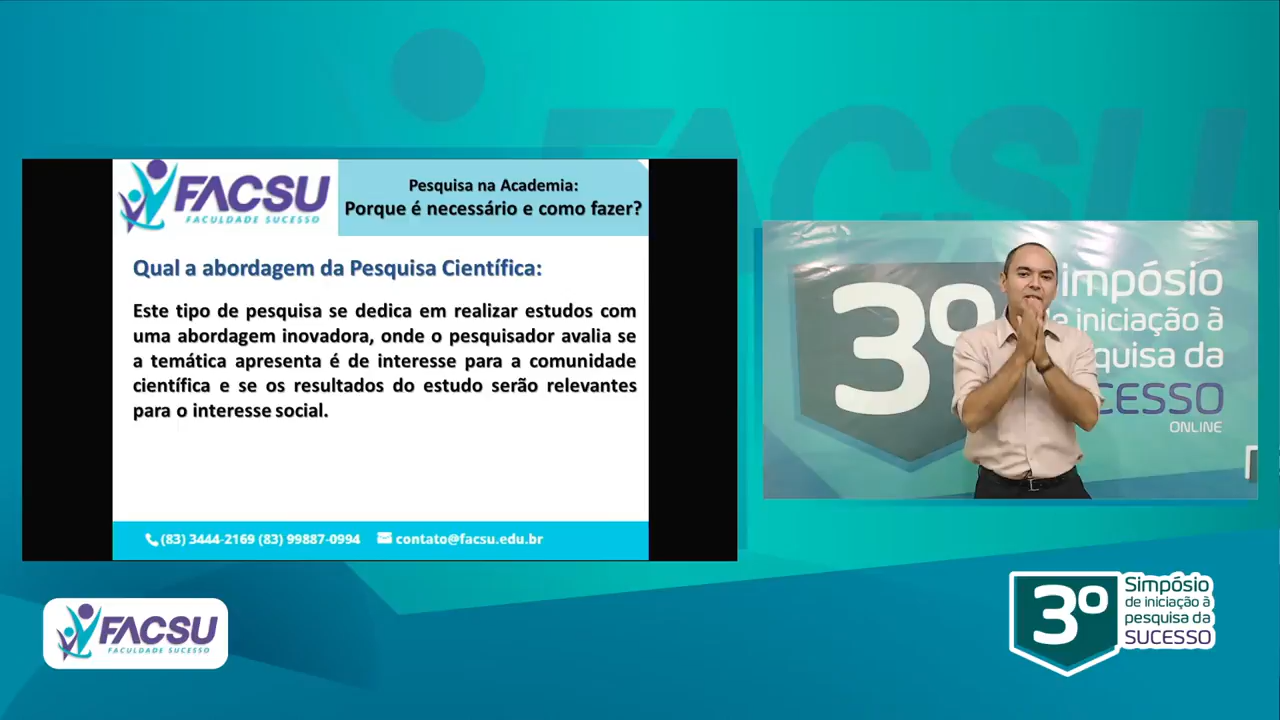 FACSU
FACSU
FACULDADE SUCESSO
Pesquisa na Academia:
Porque é necessário e como fazer?
Qual a abordagem da Pesquisa Científica:
Este tipo de pesquisa se dedica em realizar estudos com
uma abordagem inovadora, onde o pesquisador avalia se
a temática apresenta é de interesse para a comunidade
científica e se os resultados do estudo serão relevantes
para o interesse social.
(83) 3444-2169 (83) 99887-0994 contato@facsu.edu.br
3º
impósio
e iniciação à
quisa da
CESSO
ONLINE
FACSU
FACULDADE SUCESSO
3º
Simpósio
de iniciação à
pesquisa da
SUCESSO